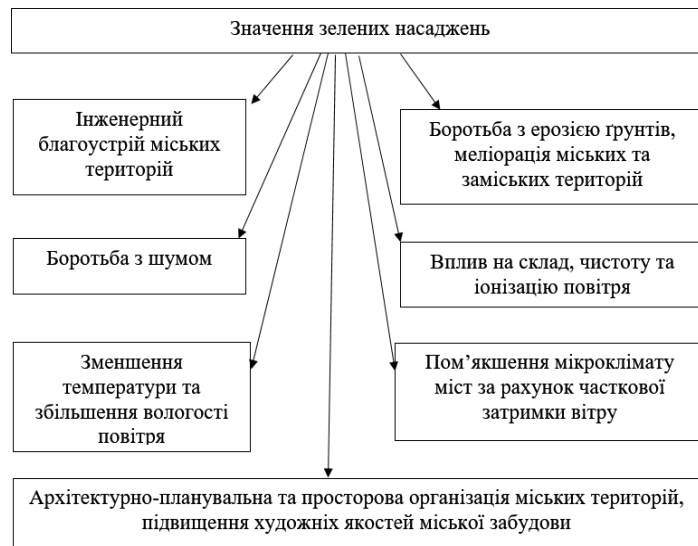 Значення зелених насаджень
Інженерний
благоустрій міських
територій
Боротьба з ерозією ґрунтів,
меліорація міських та
заміських територій
Боротьба з шумом
Вплив на склад, чистоту та
іонізацію повітря
Зменшення
температури та
збільшення вологості
повітря
Пом’якшення мікроклімату
міст за рахунок часткової
затримки вітру
Архітектурно-планувальна та просторова організація міських територій,
підвищення художніх якостей міської забудови